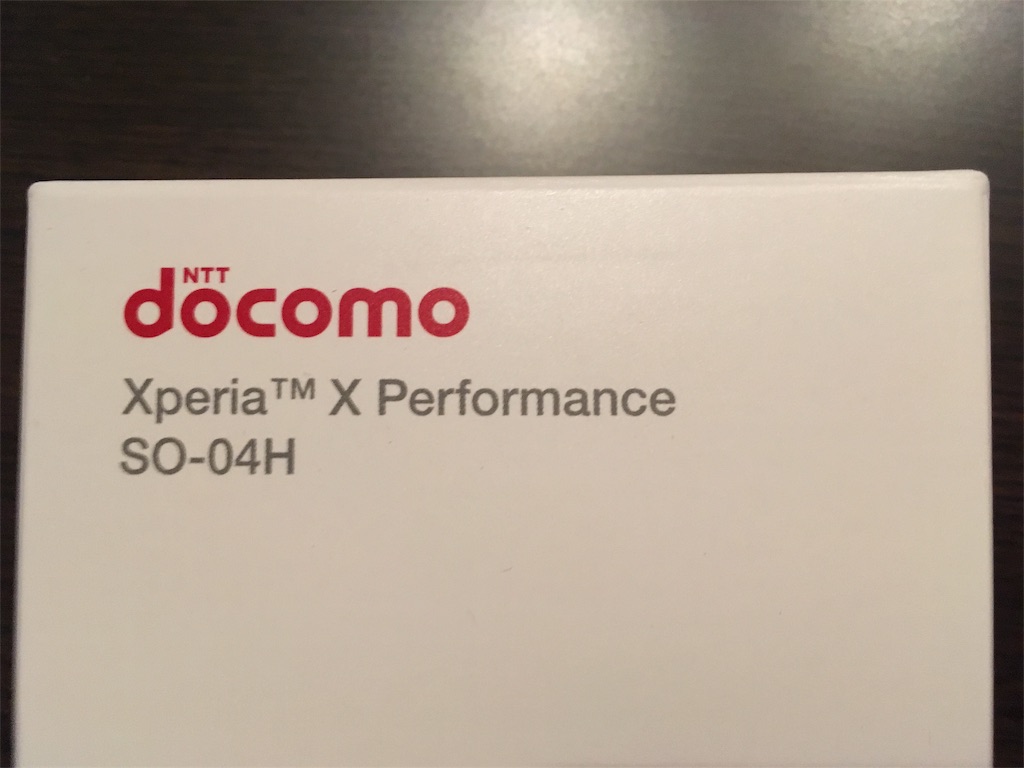 NTT
docomo
Xperia™ X Performance
SO-04H